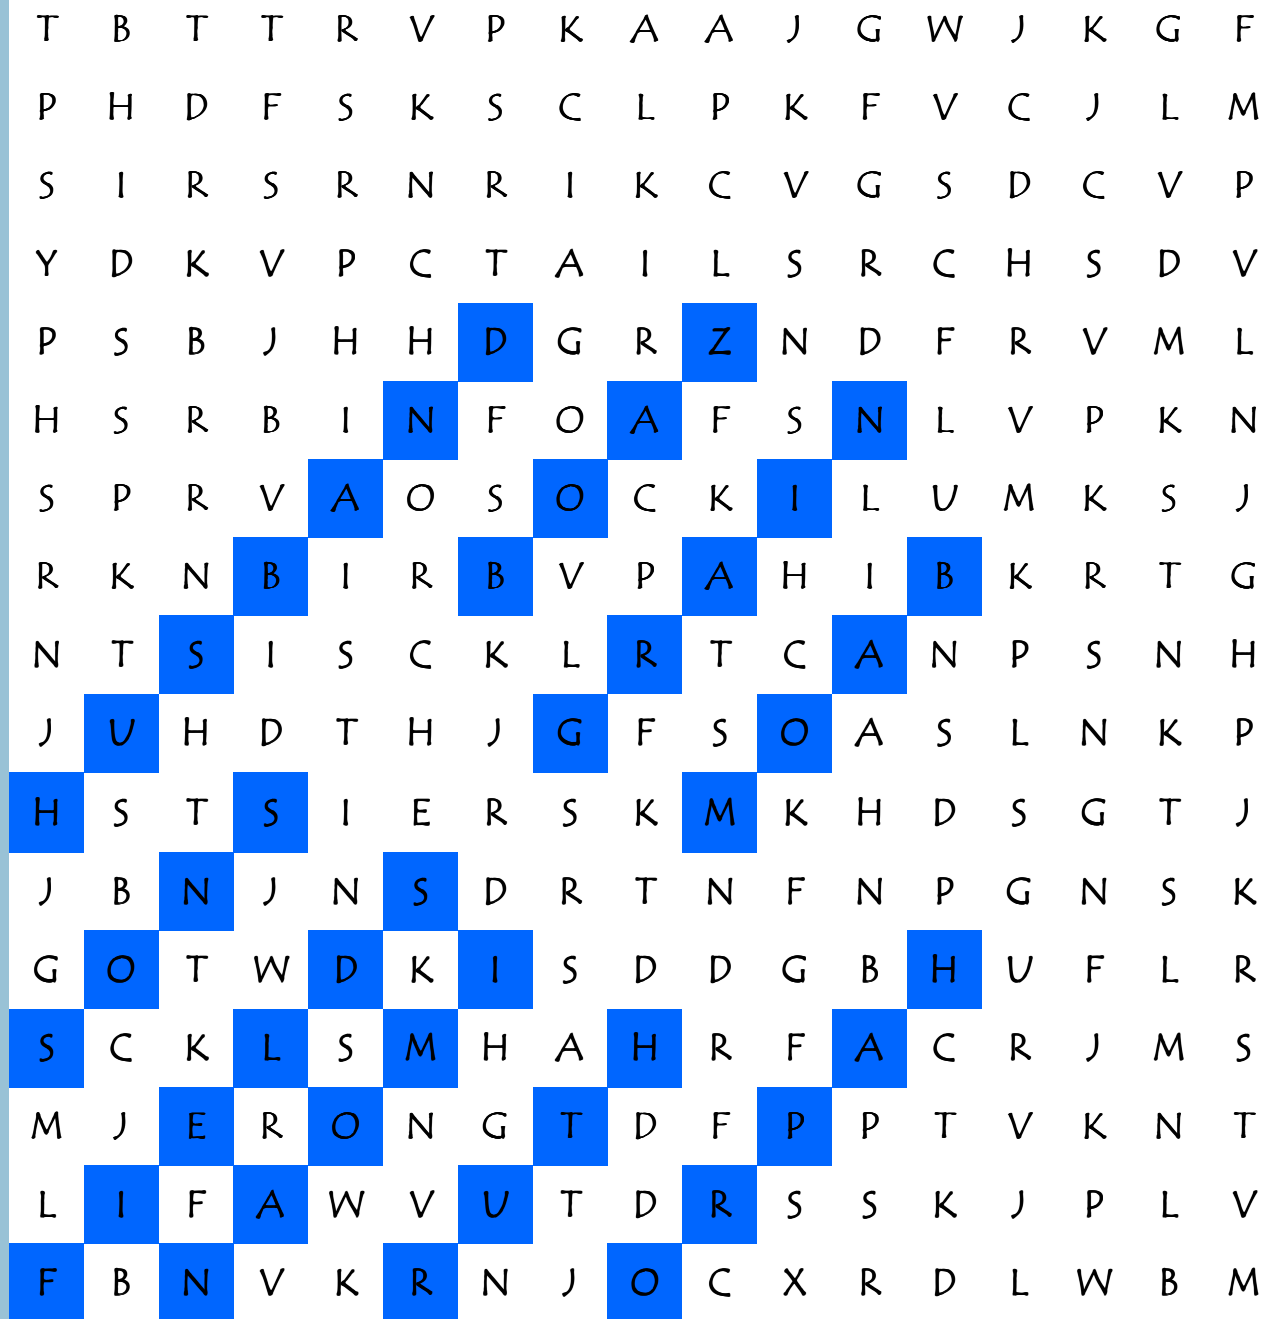 T B T T R V P K A A J G W J K G F
P H D F S K S C L P K F V C J L M
S I R S R N R I K C V G S D C V P
Y D K V P C T A I L S R C H S D V
P S B J H H D G R Z N D F R V M L
H S R B I N F O A F S N L V P K N
S P R V A O S O C K I L U M K S J
R K N B I R B V P A H I B K R T G
N T S I S C K L R T C A N P S N H
J U H D T H J G F S O A S L N K P
H S T S I E R S K M K H D S G T J
J B N J N S D R T N F N P G N S K
G O T W D K I S D D G B H U F L R
S C K L S M H A H R F A C R J M S
M J E R O N G T D F P P T V K N T
L I F A W V U T D R S S K J P L V
F B N V K R N J O C X R D L W B M